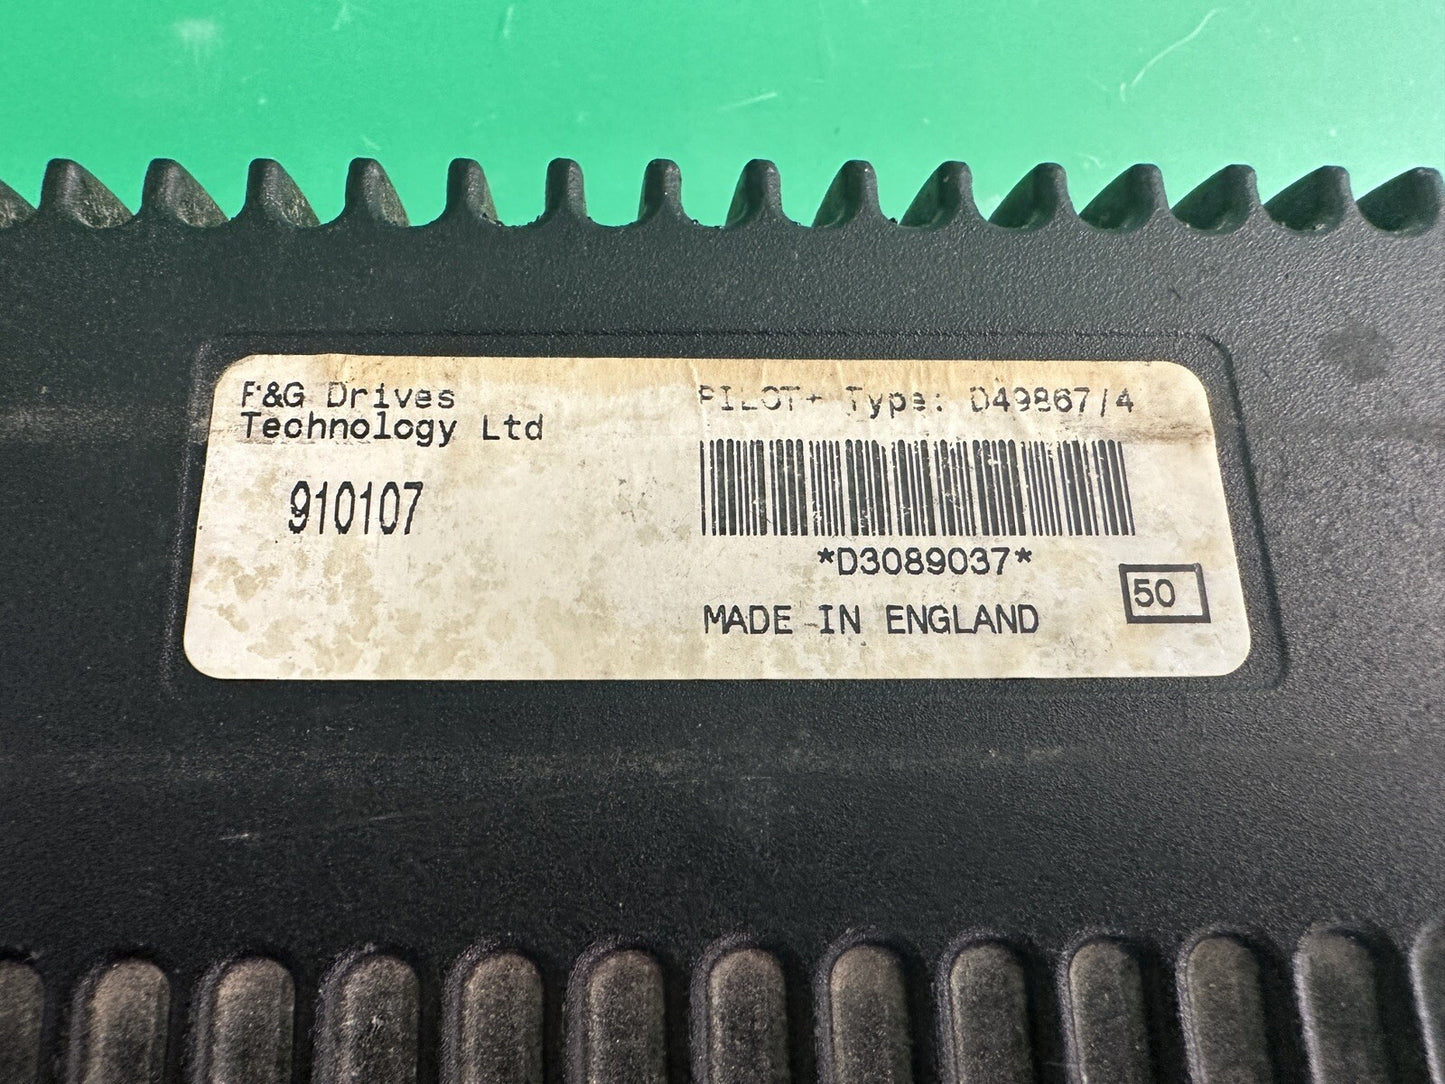 P&G Drives
Technology Ltd
910107
PILOT+ Type: D49867/4
*D3089037*
MADE IN ENGLAND
50